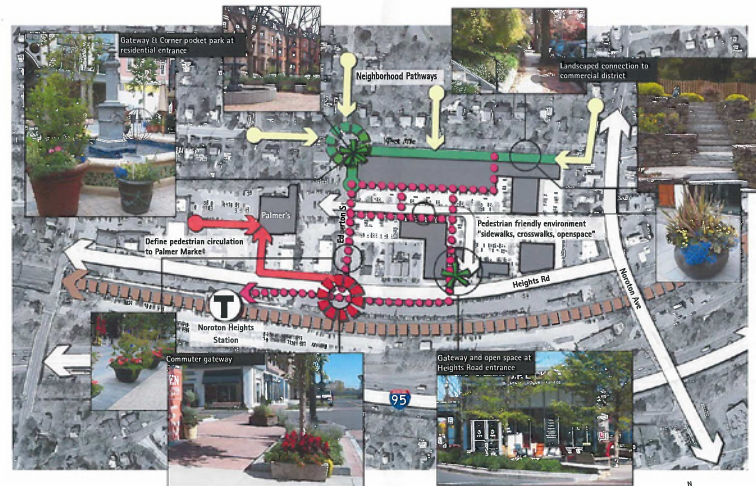 Gateway & Corner pocket park at
residential entrance
Neighborhood Pathways
Landscaped connection to
commercial district
Edgerton St
Palmer's
Define pedestrian circulation
to Palmer Market
Pedestrian friendly environment
"sidewalks, crosswalks, openspace"
Heights Rd
Noroton Ave
T
Noroton Heights
Station
Commuter gateway
Gateway and open space at
Heights Road entrance
95
N